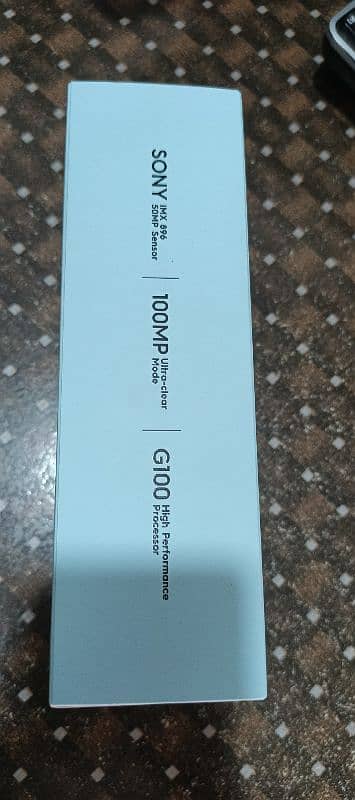 SONY IMX 896
50MP Sensor
100MP Ultra-clear
Mode
G100 High Performance
Processor